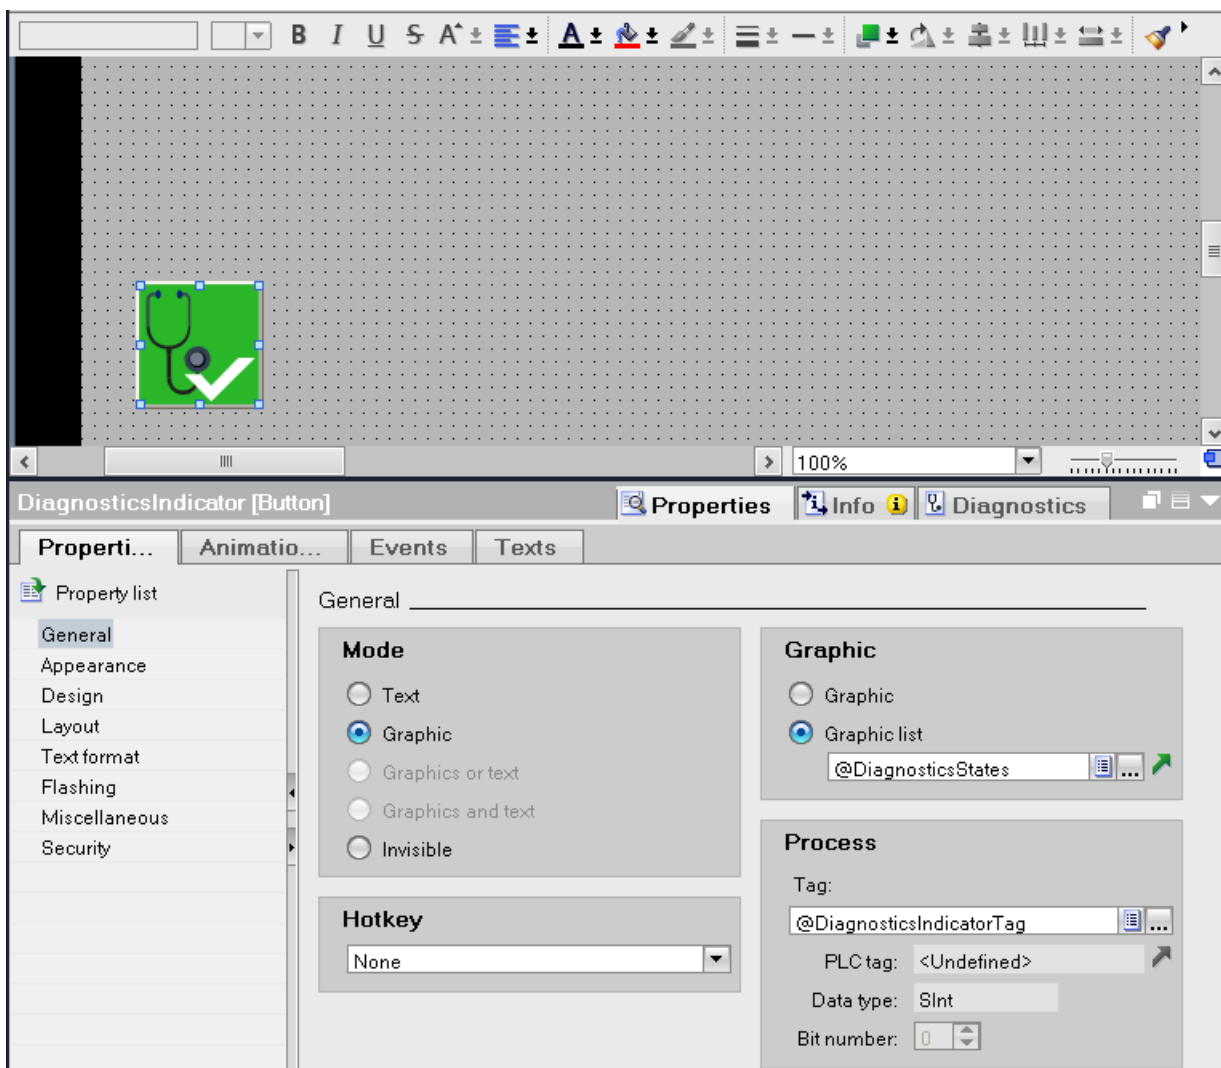 B I U S A
A
100%
DiagnosticsIndicator [Button]
Properties Info Diagnostics
Properti... Animatio... Events Texts
Property list
General
Appearance
Design
Layout
Text format
Flashing
Miscellaneous
Security
General
Mode
Text
Graphic
Graphics or text
Graphics and text
Invisible
Hotkey
None
Graphic
Graphic
Graphic list
@DiagnosticsStates
...
Process
Tag:
@DiagnosticsIndicatorTag
...
PLC tag: <Undefined>
Data type: SInt
Bit number: 0